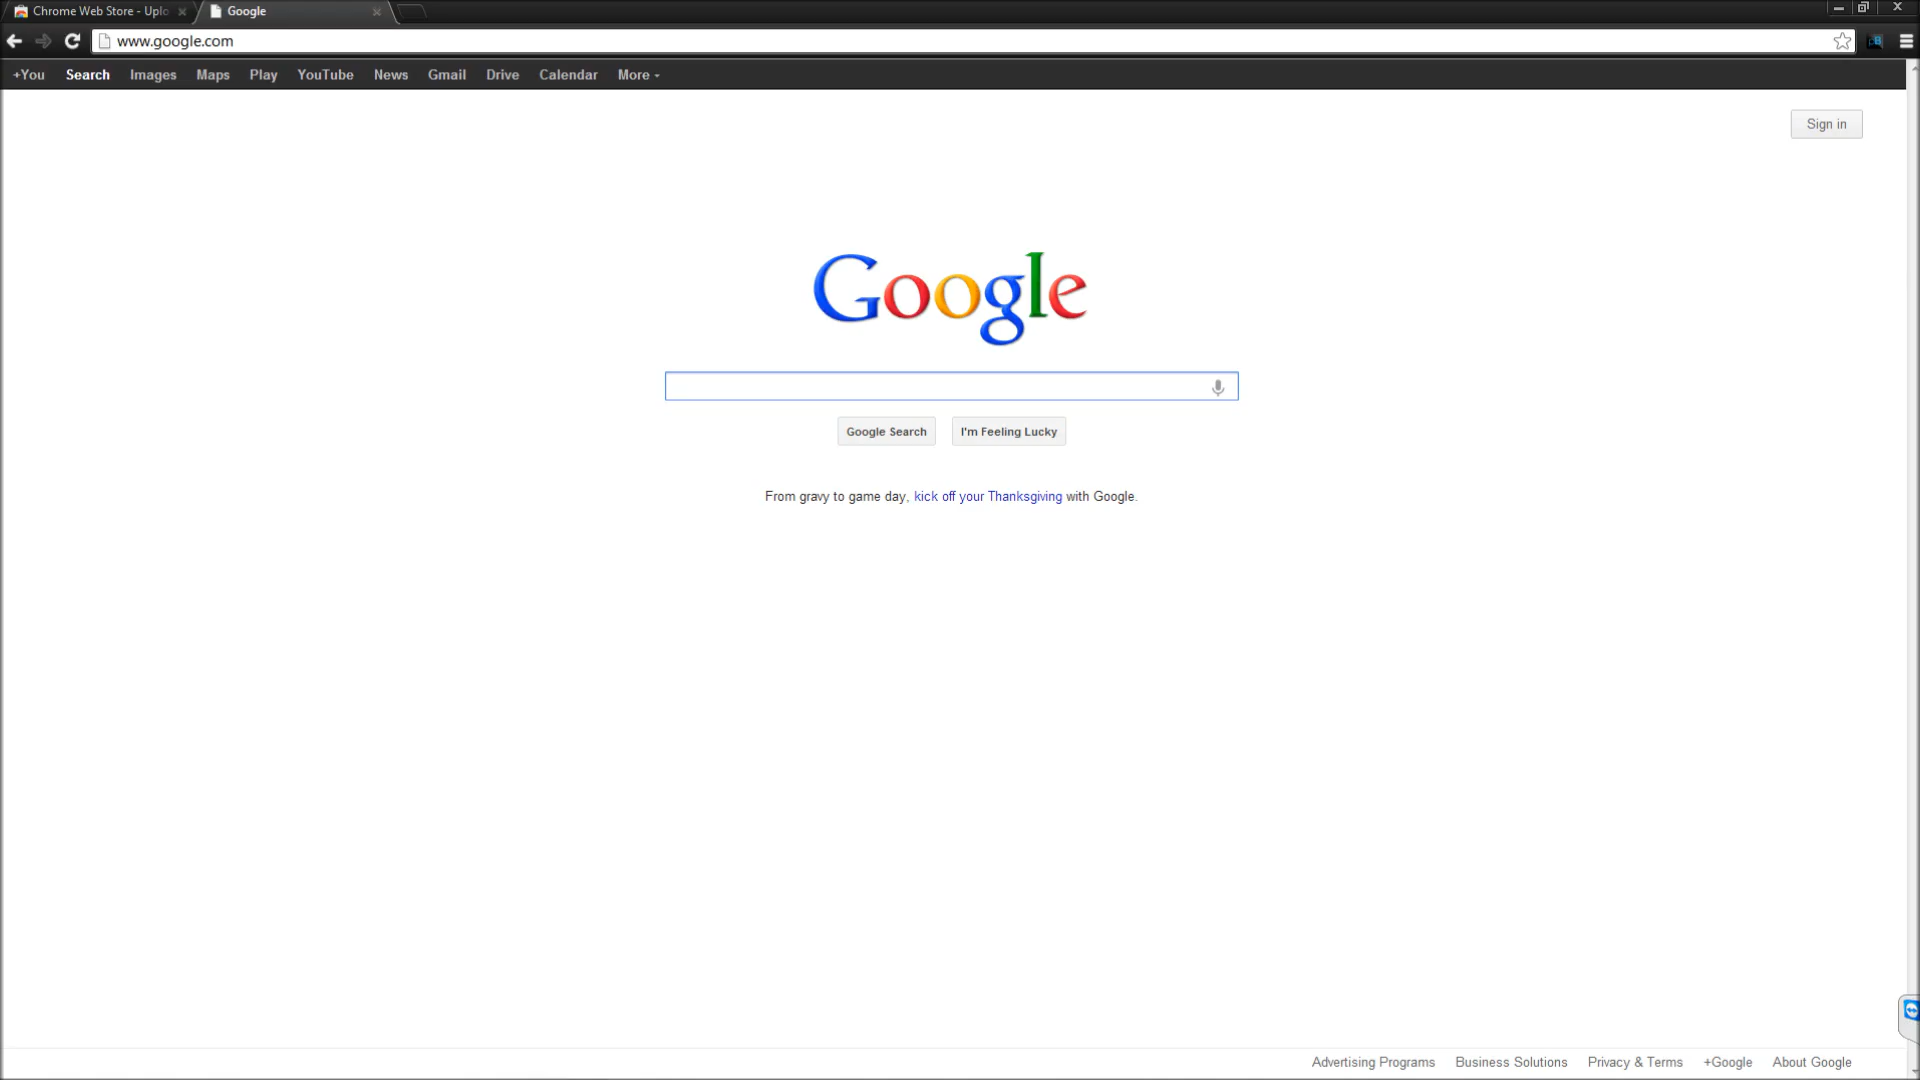 Chrome Web Store - Uplo
Google
www.google.com
+You Search Images Maps Play YouTube News Gmail Drive Calendar More
Sign in
Google
Google Search I'm Feeling Lucky
From gravy to game day, kick off your Thanksgiving with Google.
Advertising Programs Business Solutions Privacy & Terms +Google About Google